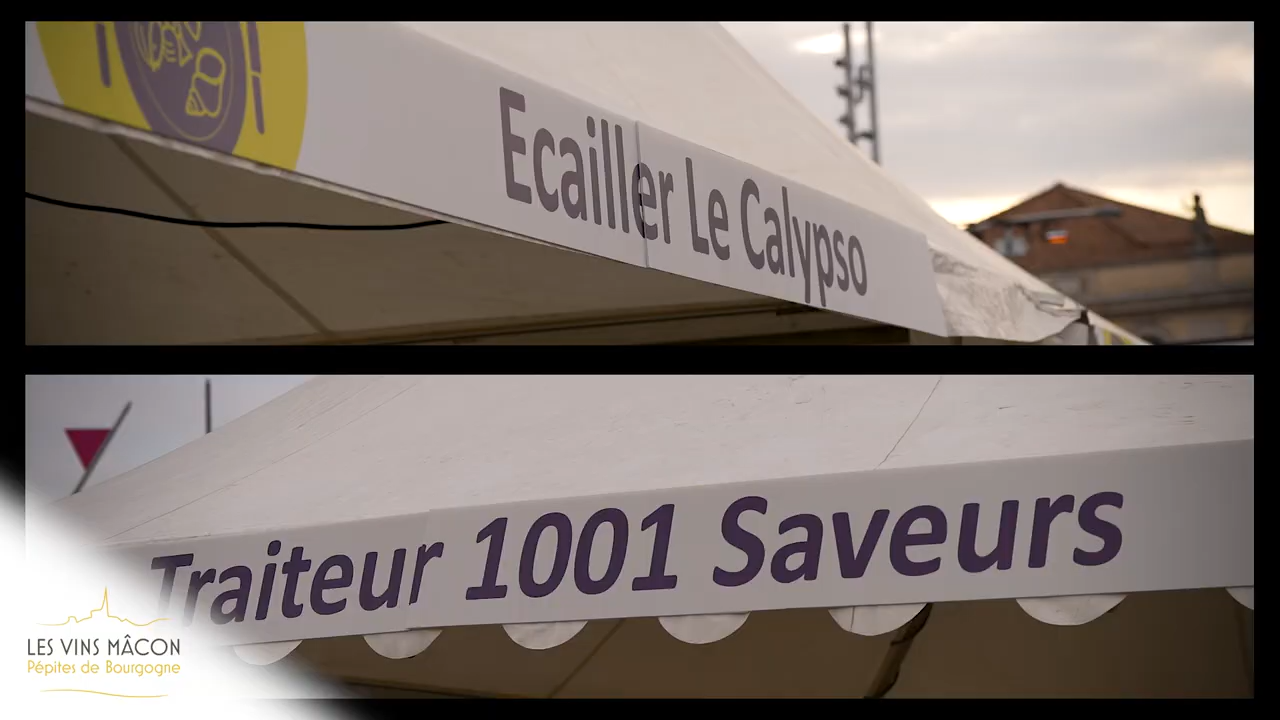 Ecailler Le Calypso
Traiteur 1001 Saveurs
LES VINS MÂCON
Pépites de Bourgogne